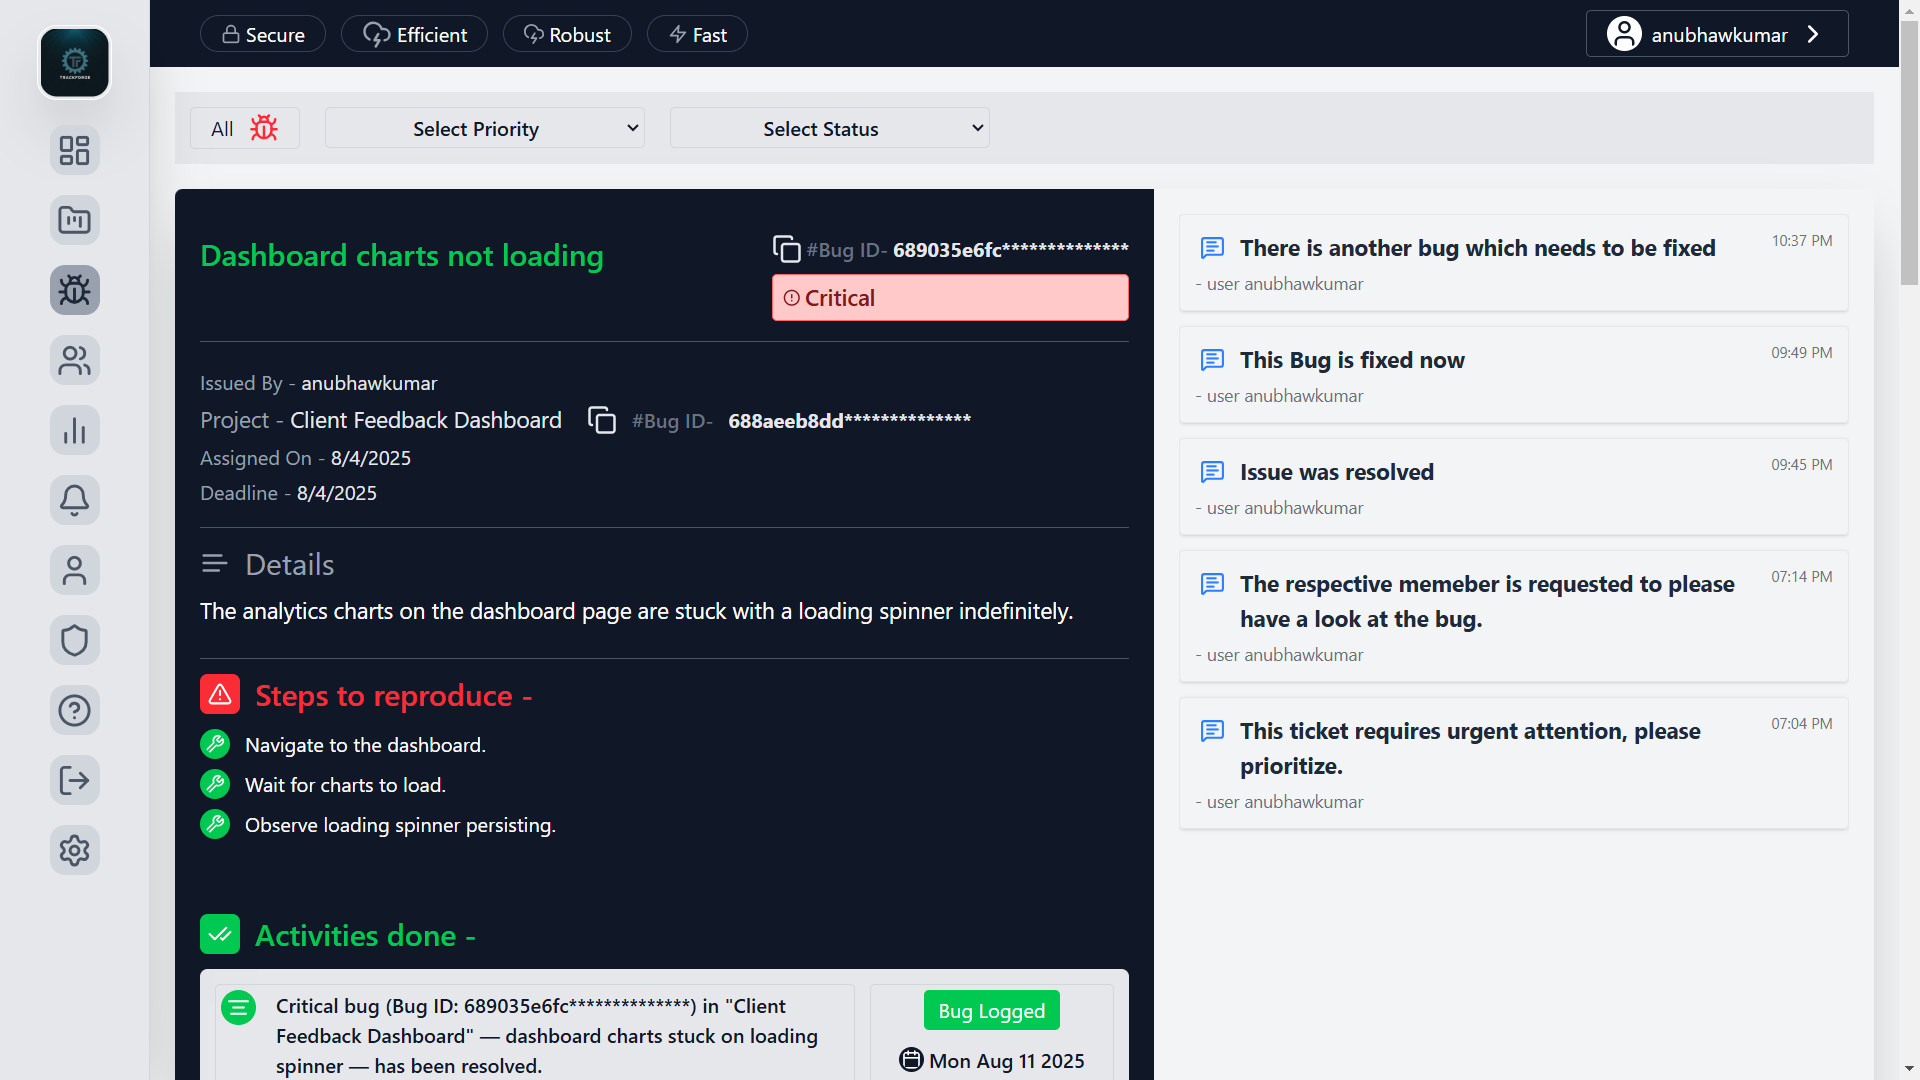 TRACKFORGE
Secure
Efficient
Robust
Fast
anubhawkumar
All
Select Priority
Select Status
Dashboard charts not loading
#Bug ID- 689035e6fc**************
Critical
Issued By - anubhawkumar
Project - Client Feedback Dashboard
#Bug ID- 688aeeb8dd**************
Assigned On - 8/4/2025
Deadline - 8/4/2025
Details
The analytics charts on the dashboard page are stuck with a loading spinner indefinitely.
Steps to reproduce -
Navigate to the dashboard.
Wait for charts to load.
Observe loading spinner persisting.
Activities done -
Critical bug (Bug ID: 689035e6fc**************) in "Client
Feedback Dashboard" — dashboard charts stuck on loading
spinner — has been resolved.
Bug Logged
Mon Aug 11 2025
There is another bug which needs to be fixed
10:37 PM
- user anubhawkumar
This Bug is fixed now
09:49 PM
- user anubhawkumar
Issue was resolved
09:45 PM
- user anubhawkumar
The respective memeber is requested to please
have a look at the bug.
07:14 PM
- user anubhawkumar
This ticket requires urgent attention, please
prioritize.
07:04 PM
- user anubhawkumar